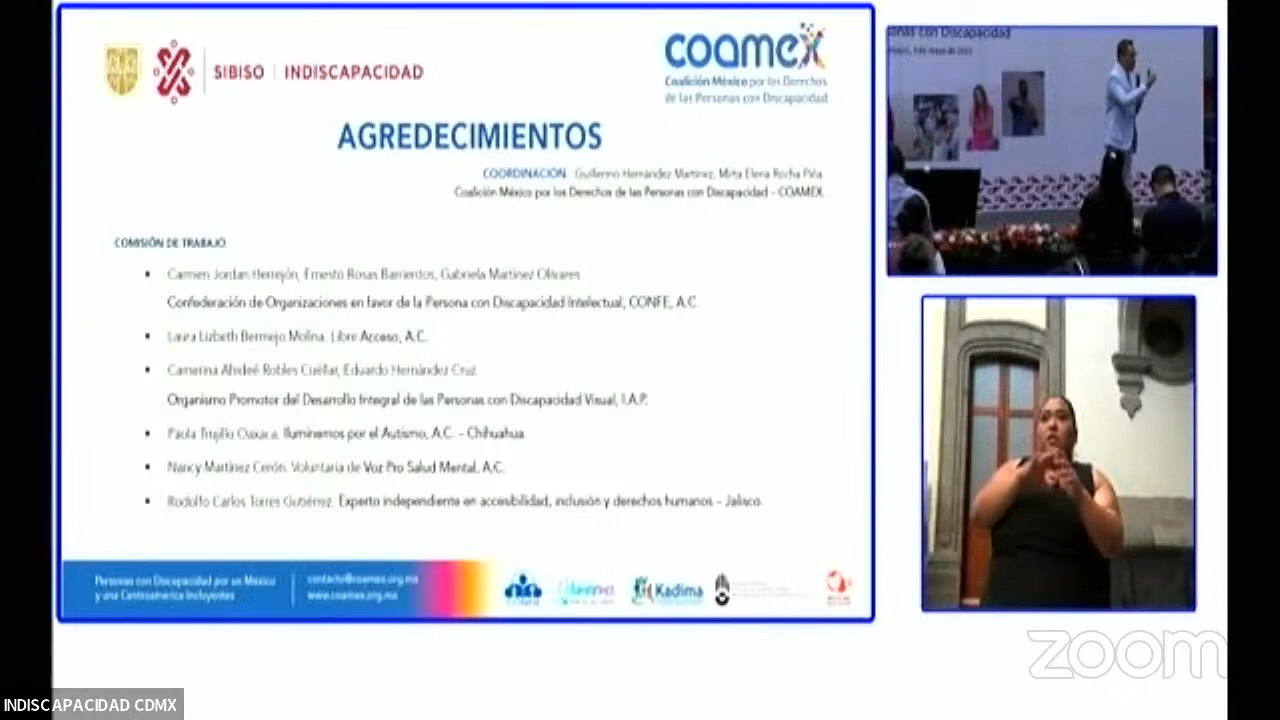 SIBISO | INDISCAPACIDAD
coamex
Coalición México por los Derechos
de las Personas con Discapacidad
AGREDECIMIENTOS
COORDINACIÓN. Guillermo Hernández Martínez, Mirta Elena Rocha Piña.
Coalición México por los Derechos de las Personas con Discapacidad – COAMEX.
COMISIÓN DE TRABAJO
▪ Carmen Jordan Herrejón, Ernesto Rosas Barrientos, Gabriela Martínez Olivares.
Confederación de Organizaciones en favor de la Persona con Discapacidad Intelectual, CONFE, A.C.
▪ Laura Lizbeth Bermejo Molina. Libre Acceso, A.C.
▪ Camerina Ahideé Robles Cuéllar, Eduardo Hernández Cruz.
Organismo Promotor del Desarrollo Integral de las Personas con Discapacidad Visual, I.A.P.
▪ Paola Trujillo Oaxaca. Iluminemos por el Autismo, A.C. – Chihuahua.
▪ Nancy Martínez Cerón. Voluntaria de Voz Pro Salud Mental, A.C.
▪ Rodolfo Carlos Torres Gutiérrez. Experto independiente en accesibilidad, inclusión y derechos humanos – Jalisco.
Personas con Discapacidad por un México
y una Centroamérica Incluyentes
contacto@coamex.org.mx
www.coamex.org.mx
CONFE
Kadima
onas con Discapacidad
zoom
INDISCAPACIDAD CDMX